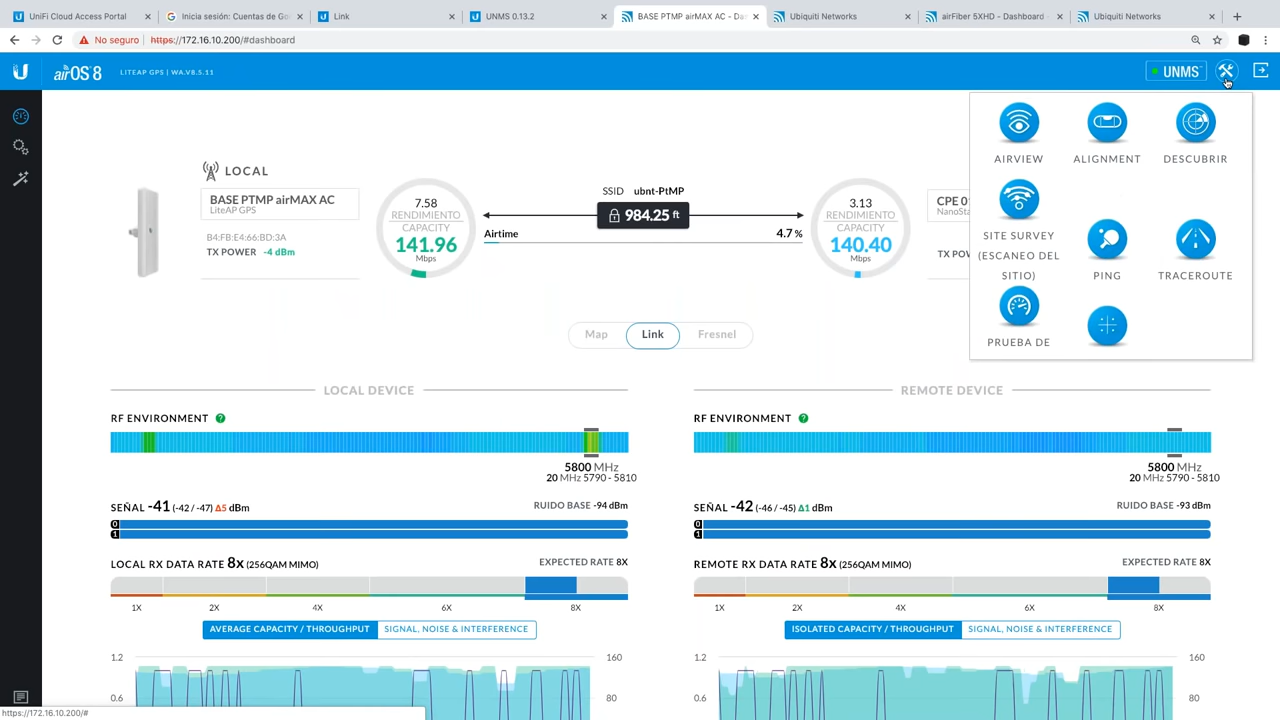 UniFi Cloud Access Portal
Inicia sesión: Cuentas de Go
Link
UNMS 0.13.2
BASE PTMP airMAX AC - Da
Ubiquiti Networks
airFiber 5XHD - Dashboard -
Ubiquiti Networks
No seguro
https://172.16.10.200/#dashboard
airOS 8
LITEAP GPS | WA.V8.5.11
UNMS
AIRVIEW
ALIGNMENT
DESCUBRIR
SITE SURVEY
(ESCANEO DEL
SITIO)
PING
TRACEROUTE
PRUEBA DE
LOCAL
BASE PTMP airMAX AC
LiteAP GPS
B4:FB:E4:66:BD:3A
TX POWER -4 dBm
7.58
RENDIMIENTO
CAPACITY
141.96
Mbps
SSID ubnt-PtMP
984.25 ft
Airtime
4.7 %
3.13
RENDIMIENTO
CAPACITY
140.40
Mbps
CPE 0
NanoSta
TX PO
Map
Link
Fresnel
LOCAL DEVICE
RF ENVIRONMENT ?
5800 MHz
20 MHz 5790 - 5810
SEÑAL -41 (-42 / -47) Δ5 dBm
RUIDO BASE -94 dBm
0
1
LOCAL RX DATA RATE 8x (256QAM MIMO)
EXPECTED RATE 8X
1X 2X 4X 6X 8X
AVERAGE CAPACITY / THROUGHPUT
SIGNAL, NOISE & INTERFERENCE
1.2
160
0.6
80
REMOTE DEVICE
RF ENVIRONMENT ?
5800 MHz
20 MHz 5790 - 5810
SEÑAL -42 (-46 / -45) Δ1 dBm
RUIDO BASE -93 dBm
0
1
REMOTE RX DATA RATE 8x (256QAM MIMO)
EXPECTED RATE 8X
1X 2X 4X 6X 8X
ISOLATED CAPACITY / THROUGHPUT
SIGNAL, NOISE & INTERFERENCE
1.2
160
0.6
80
https://172.16.10.200/#